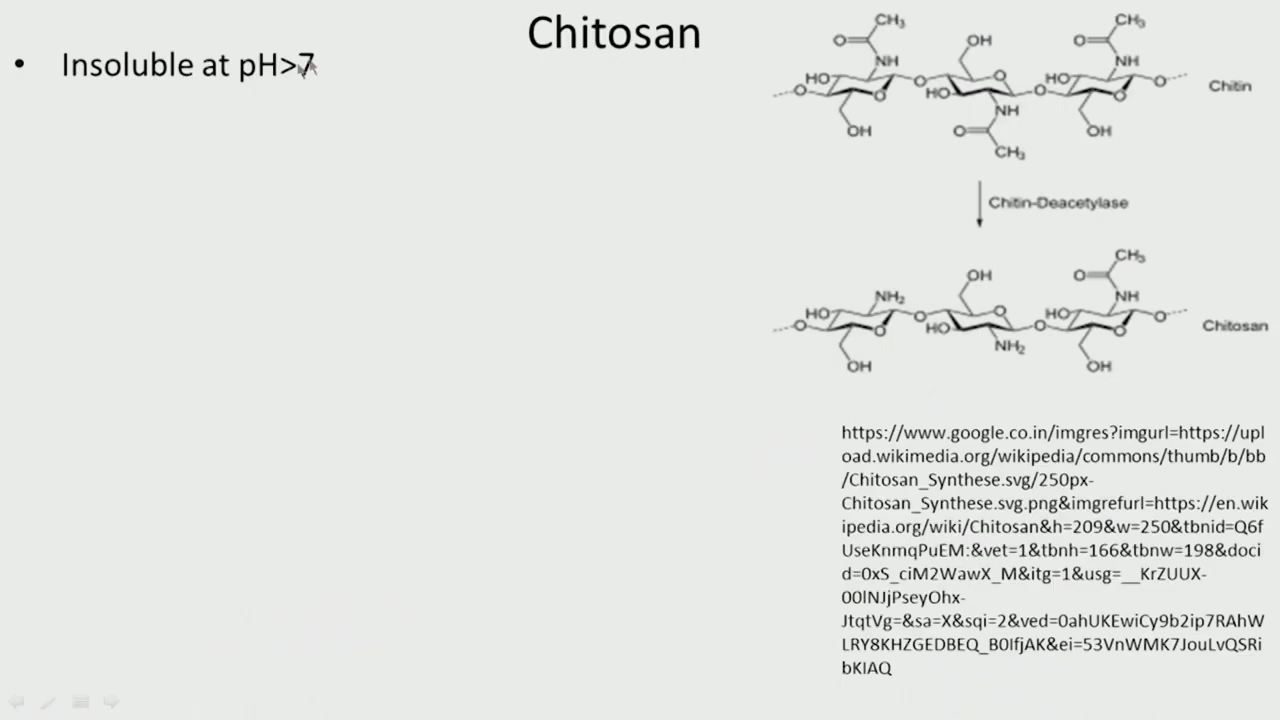 Chitosan
• Insoluble at pH>7
CH₃
CH₃
O
OH
O
NH
NH
HO
O
O
HO
O
O
O
HO
O
O
Chitin
NH
OH
O
OH
CH₃
Chitin-Deacetylase
CH₃
OH
O
NH₂
NH
HO
O
O
HO
O
O
O
HO
O
O
Chitosan
NH₂
OH
OH
https://www.google.co.in/imgres?imgurl=https://upl
oad.wikimedia.org/wikipedia/commons/thumb/b/bb
/Chitosan_Synthese.svg/250px-
Chitosan_Synthese.svg.png&imgrefurl=https://en.wik
ipedia.org/wiki/Chitosan&h=209&w=250&tbnid=Q6f
UseKnmqPuEM:&vet=1&tbnh=166&tbnw=198&doci
d=0xS_ciM2WawX_M&itg=1&usg=__KrZUUX-
00lNJjPseyOhx-
JtqtVg=&sa=X&sqi=2&ved=0ahUKEwiCy9b2ip7RAhW
LRY8KHZGEDBEQ_B0IfjAK&ei=53VnWMK7JouLvQSRi
bKIAQ